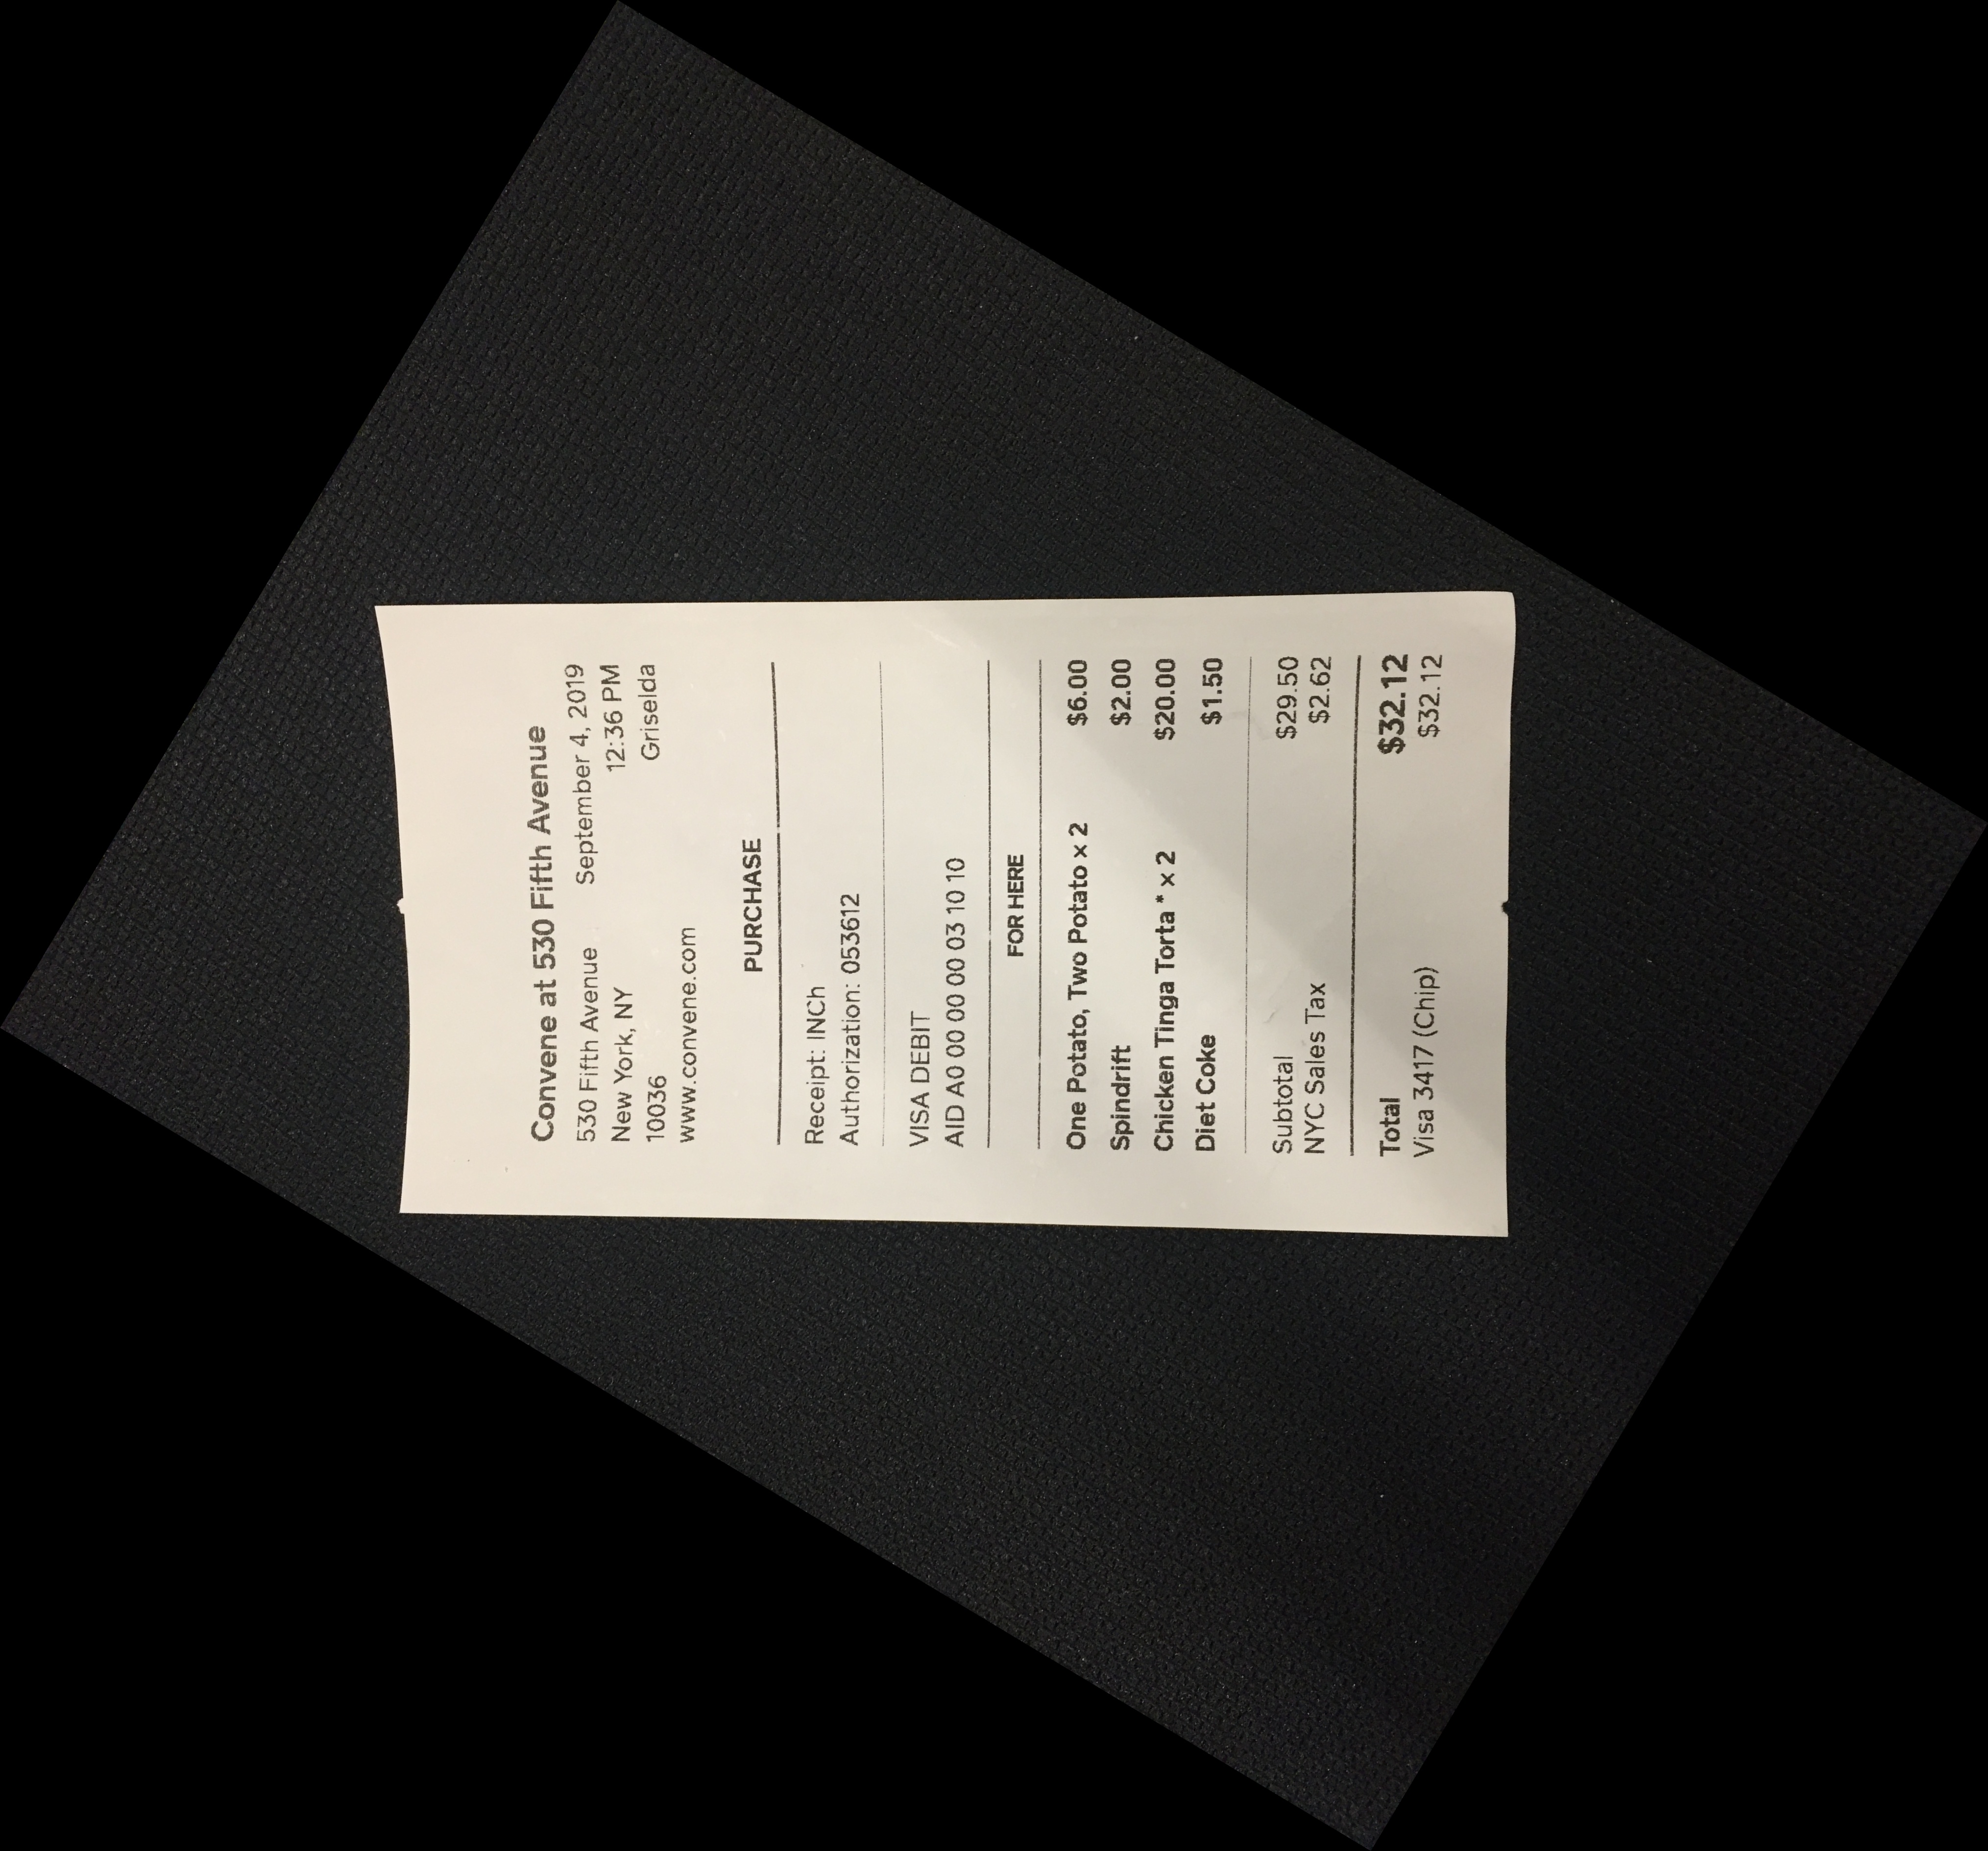 Convene at 530 Fifth Avenue
530 Fifth Avenue September 4, 2019
New York, NY 12:36 PM
10036 Griselda
www.convene.com
PURCHASE
Receipt: INCh
Authorization: 053612
VISA DEBIT
AID A0 00 00 00 03 10 10
FOR HERE
One Potato, Two Potato × 2 $6.00
Spindrift $2.00
Chicken Tinga Torta * × 2 $20.00
Diet Coke $1.50
Subtotal $29.50
NYC Sales Tax $2.62
Total $32.12
Visa 3417 (Chip) $32.12